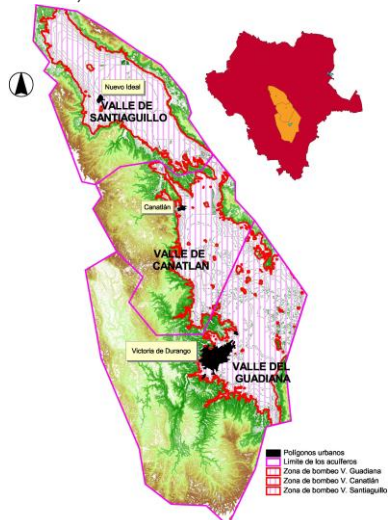 Nuevo Ideal
VALLE DE
SANTIAGUILLO
Canatlán
VALLE DE
CANATLAN
Victoria de Durango
VALLE DEL
GUADIANA
Polígonos urbanos
Limite de los acuíferos
Zona de bombeo V. Guadiana
Zona de bombeo V. Canatlán
Zona de bombeo V. Santiaguillo